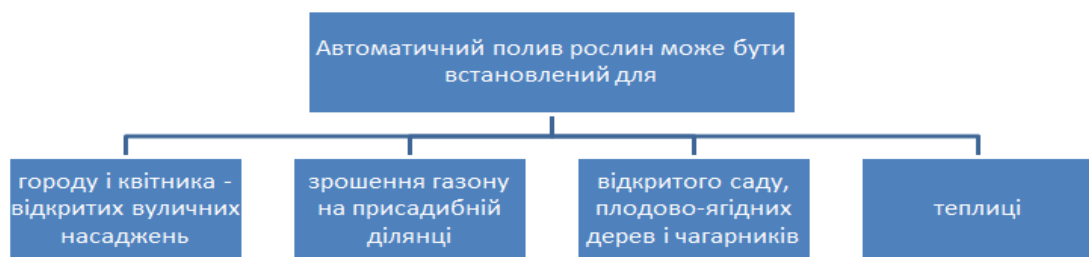 Автоматичний полив рослин може бути
встановлений для
городу і квітника -
відкритих вуличних
насаджень
зрошення газону
на присадибній
ділянці
відкритого саду,
плодово-ягідних
дерев і чагарників
теплиці